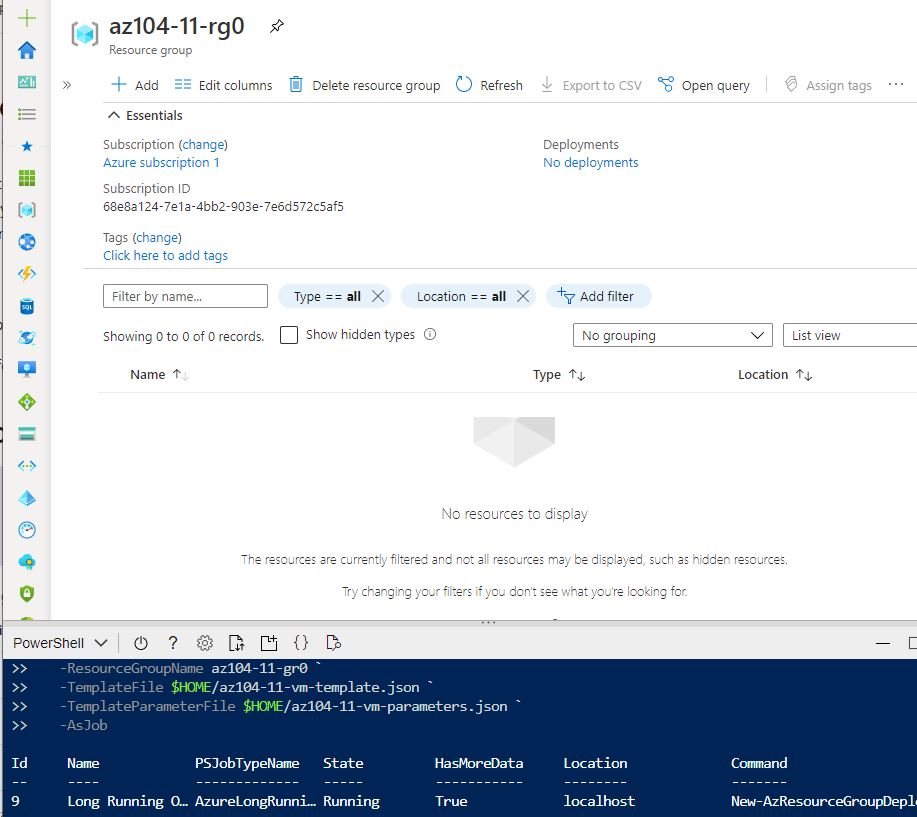 az104-11-rg0
Resource group
» Add Edit columns Delete resource group Refresh Export to CSV Open query Assign tags ...
Essentials
Subscription (change) Deployments
Azure subscription 1 No deployments
Subscription ID
68e8a124-7e1a-4bb2-903e-7e6d572c5af5
Tags (change)
Click here to add tags
Filter by name... Type == all Location == all Add filter
Showing 0 to 0 of 0 records. Show hidden types No grouping List view
Name Type Location
No resources to display
The resources are currently filtered and not all resources may be displayed, such as hidden resources.
Try changing your filters if you don't see what you're looking for.
PowerShell ? {}
>> -ResourceGroupName az104-11-gr0 `
>> -TemplateFile $HOME/az104-11-vm-template.json `
>> -TemplateParameterFile $HOME/az104-11-vm-parameters.json `
>> -AsJob
Id Name PSJobTypeName State HasMoreData Location Command
-- ---- ------------- ----- ----------- -------- -------
9 Long Running O... AzureLongRunni... Running True localhost New-AzResourceGroupDepl